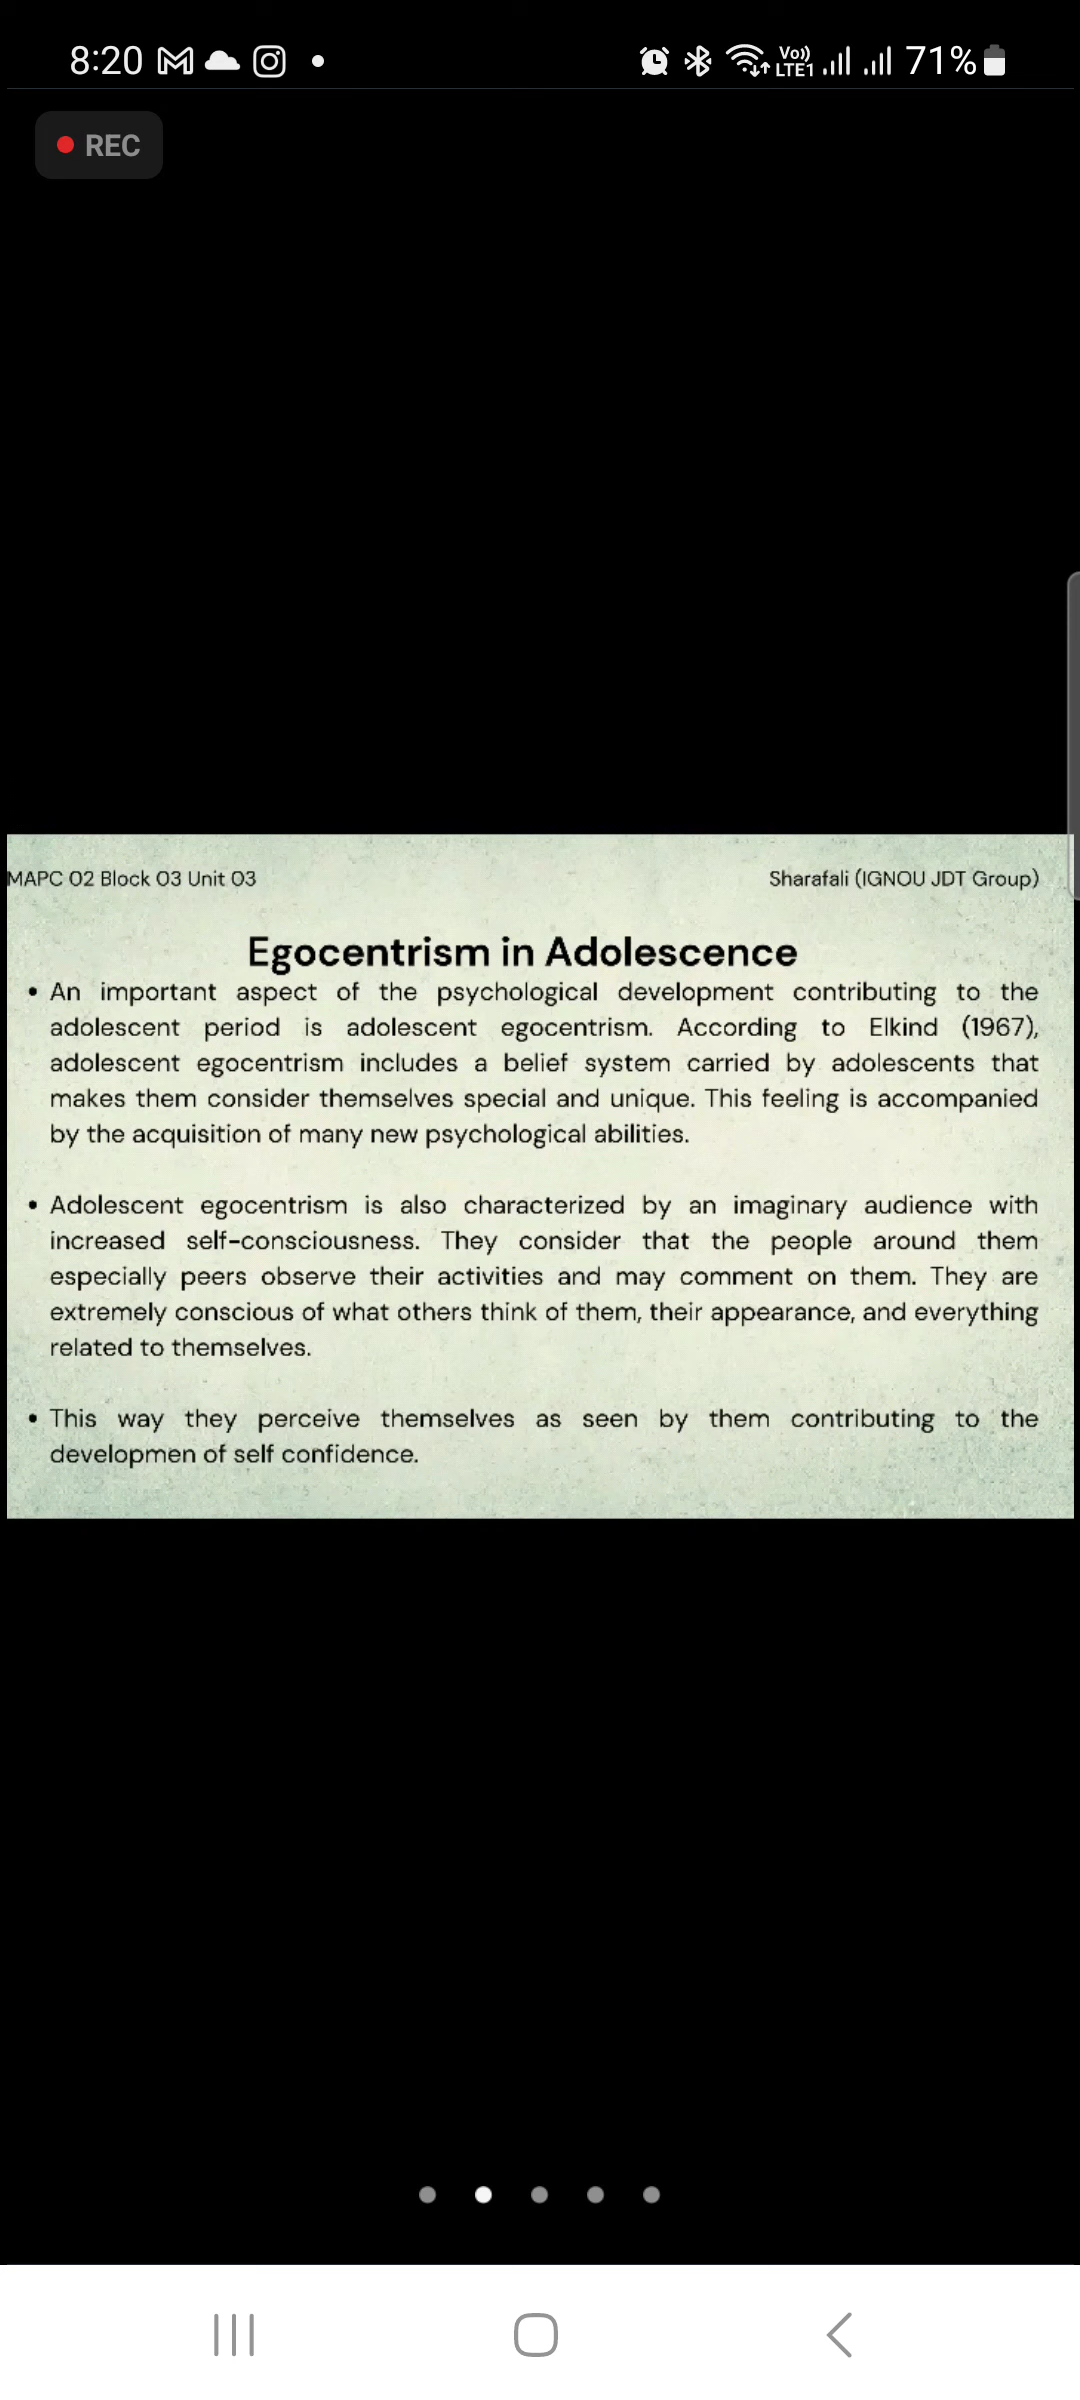 8:20
Vo))
LTE1
71%
REC
MAPC 02 Block 03 Unit 03
Sharafali (IGNOU JDT Group)
Egocentrism in Adolescence
• An important aspect of the psychological development contributing to the
adolescent period is adolescent egocentrism. According to Elkind (1967),
adolescent egocentrism includes a belief system carried by adolescents that
makes them consider themselves special and unique. This feeling is accompanied
by the acquisition of many new psychological abilities.
• Adolescent egocentrism is also characterized by an imaginary audience with
increased self-consciousness. They consider that the people around them
especially peers observe their activities and may comment on them. They are
extremely conscious of what others think of them, their appearance, and everything
related to themselves.
• This way they perceive themselves as seen by them contributing to the
developmen of self confidence.